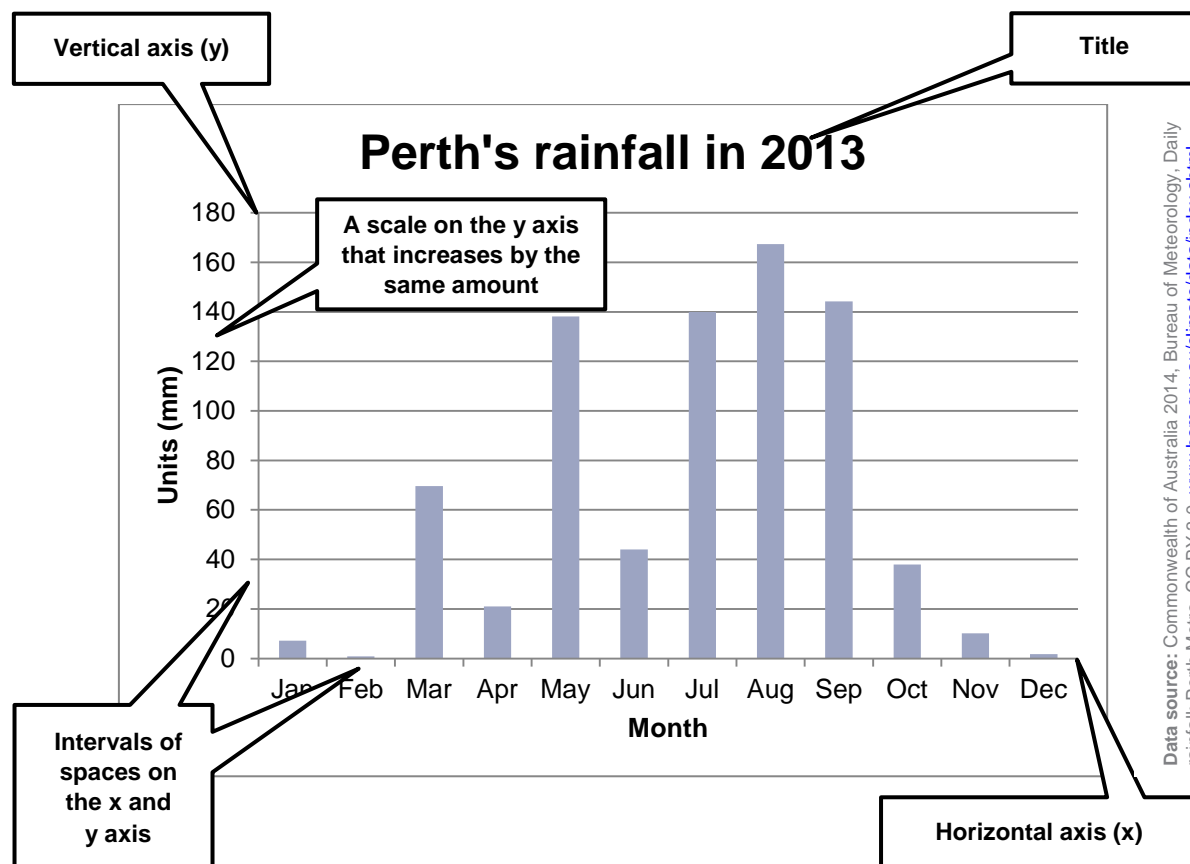 Vertical axis (y)
Title
Perth's rainfall in 2013
A scale on the y axis
that increases by the
same amount
180
160
140
120
100
80
60
40
20
0
Units (mm)
Jan Feb Mar Apr May Jun Jul Aug Sep Oct Nov Dec
Month
Intervals of
spaces on
the x and
y axis
Horizontal axis (x)
Data source: Commonwealth of Australia 2014, Bureau of Meteorology, Daily